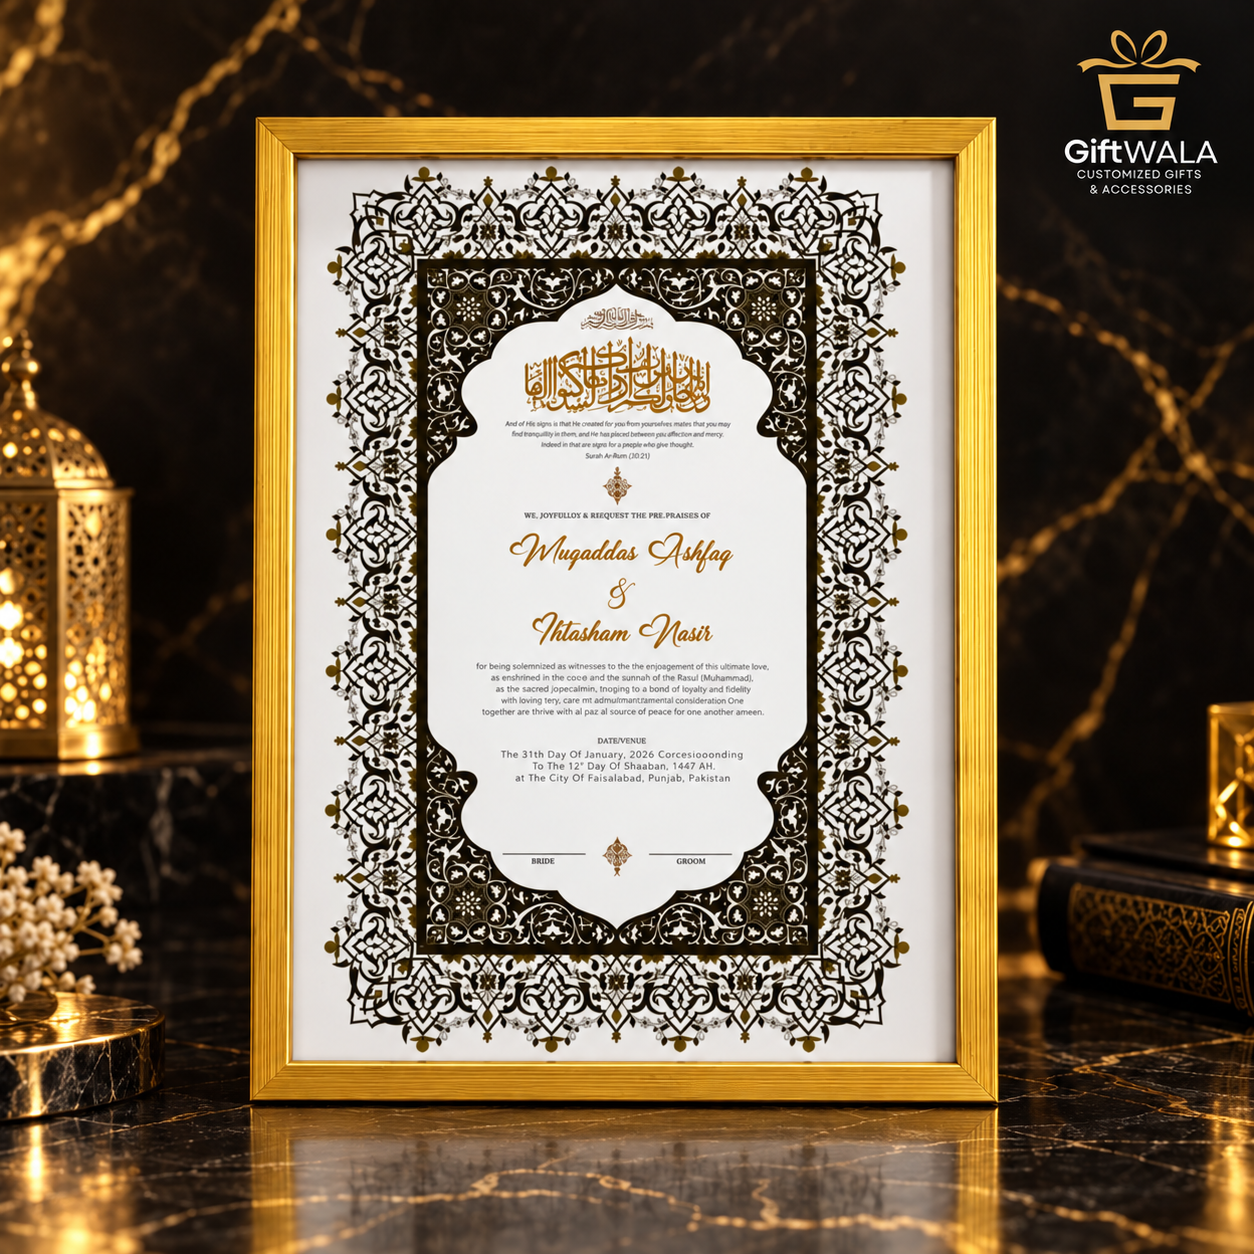 GiftWALA
CUSTOMIZED GIFTS
& ACCESSORIES
And of His signs is that He created for you from yourselves mates that you may
find tranquility in them, and He has placed between you affection and mercy.
Indeed in that are signs for a people who give thought.
Surah Ar-Rum (30:21)
WE, JOYFULLOY & RIEQUEST THE PRE.PRAISES OF
Muqaddas Ashfaq
&
Ihtasham Nasir
for being solemnized as witnesses to the the enjoagement of this ultimate love,
as enshrined in the coco and the sunnah of the Rasul (Muhammad),
as the sacred jopecalmin, tnoging to a bond of loyalty and fidelity
with loving tery, care mt admulmant.tamental consideration One
together are thrive with al paz al source of peace for one another ameen.
DATE/VENUE
The 31th Day Of January, 2026 Corcesiooonding
To The 12" Day Of Shaaban, 1447 AH.
at The City Of Faisalabad, Punjab, Pakistan
BRIDE
GROOM